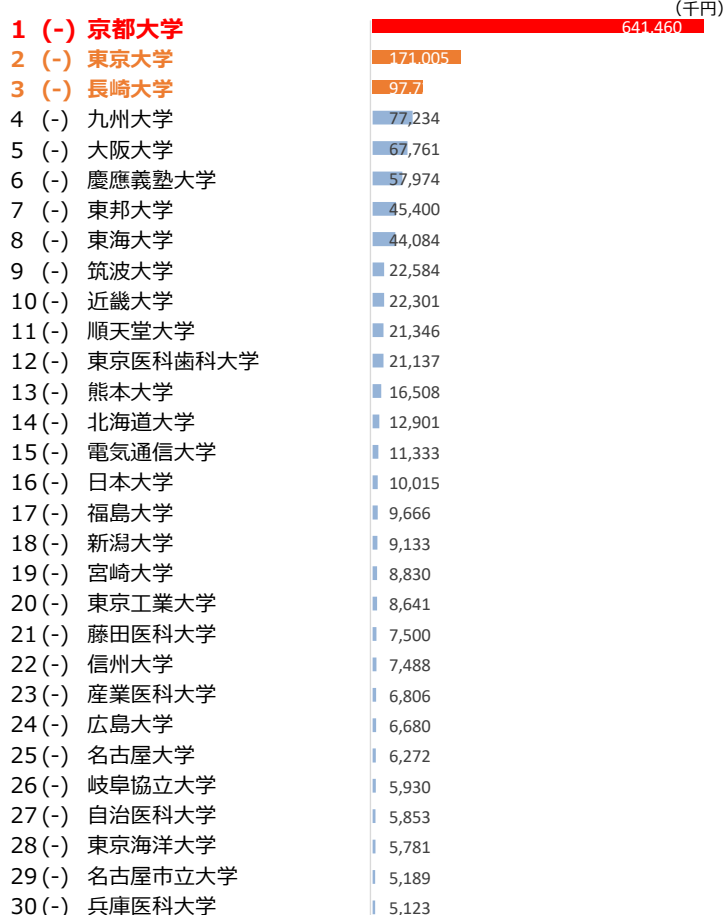 (千円)
1 (-) 京都大学 641,460
2 (-) 東京大学 171,005
3 (-) 長崎大学 97,7
4 (-) 九州大学 77,234
5 (-) 大阪大学 67,761
6 (-) 慶應義塾大学 57,974
7 (-) 東邦大学 45,400
8 (-) 東海大学 44,084
9 (-) 筑波大学 22,584
10 (-) 近畿大学 22,301
11 (-) 順天堂大学 21,346
12 (-) 東京医科歯科大学 21,137
13 (-) 熊本大学 16,508
14 (-) 北海道大学 12,901
15 (-) 電気通信大学 11,333
16 (-) 日本大学 10,015
17 (-) 福島大学 9,666
18 (-) 新潟大学 9,133
19 (-) 宮崎大学 8,830
20 (-) 東京工業大学 8,641
21 (-) 藤田医科大学 7,500
22 (-) 信州大学 7,488
23 (-) 産業医科大学 6,806
24 (-) 広島大学 6,680
25 (-) 名古屋大学 6,272
26 (-) 岐阜協立大学 5,930
27 (-) 自治医科大学 5,853
28 (-) 東京海洋大学 5,781
29 (-) 名古屋市立大学 5,189
30 (-) 兵庫医科大学 5,123